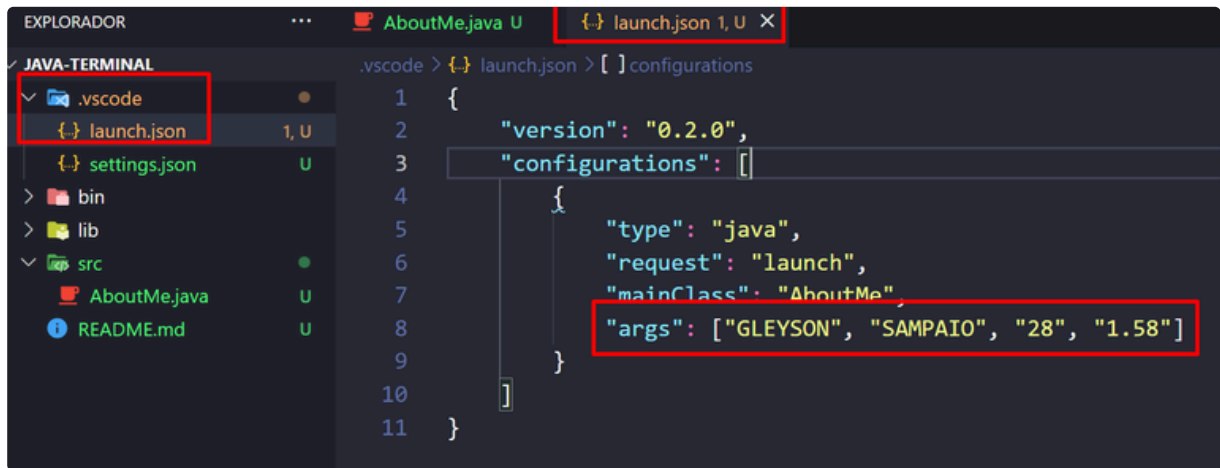 EXPLORADOR ...
JAVA-TERMINAL
.vscode
launch.json 1, U
settings.json U
bin
lib
src
AboutMe.java U
README.md U
AboutMe.java U
launch.json 1, U
.vscode > launch.json > [ ] configurations
1 {
2 "version": "0.2.0",
3 "configurations": [
4 {
5 "type": "java",
6 "request": "launch",
7 "mainClass": "AboutMe",
8 "args": ["GLEYSON", "SAMPAIO", "28", "1.58"]
9 }
10 ]
11 }